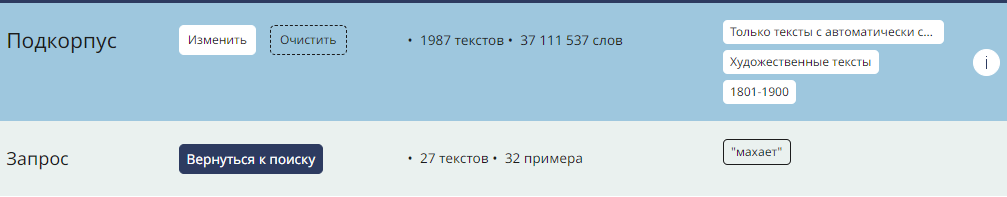 Подкорпус
Изменить
Очистить
• 1987 текстов • 37 111 537 слов
Только тексты с автоматически с...
Художественные тексты
1801-1900
i
Запрос
Вернуться к поиску
• 27 текстов • 32 примера
"махает"